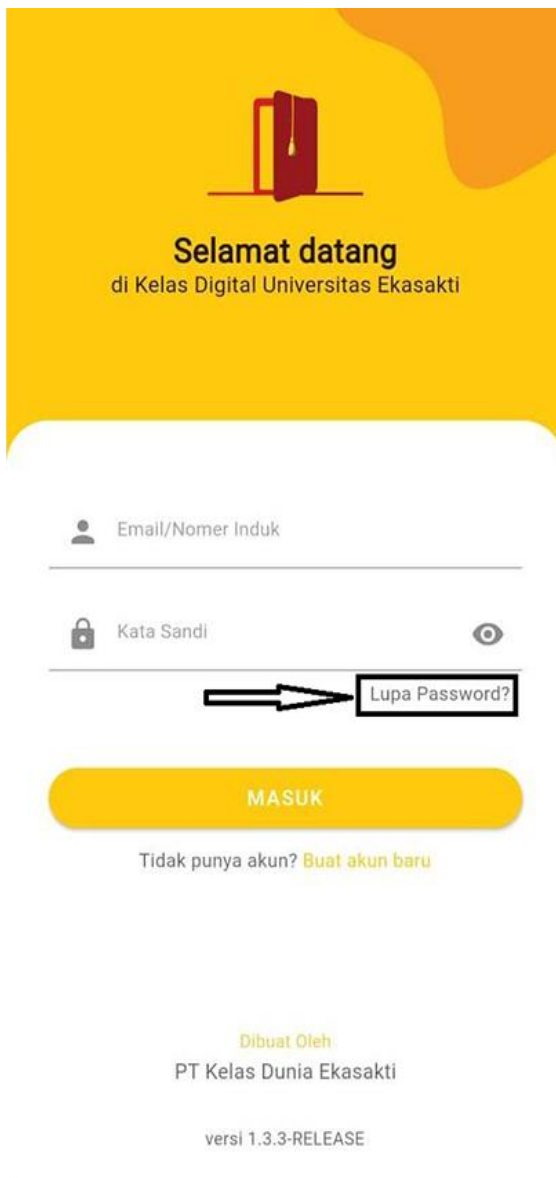 Selamat datang
di Kelas Digital Universitas Ekasakti
Email/Nomer Induk
Kata Sandi
Lupa Password?
MASUK
Tidak punya akun? Buat akun baru
Dibuat Oleh
PT Kelas Dunia Ekasakti
versi 1.3.3-RELEASE